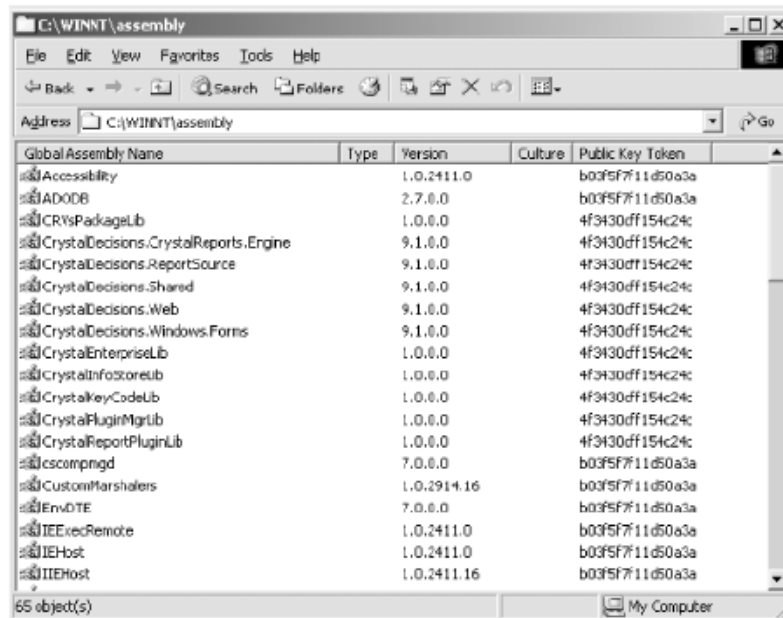 C:\WINNT\assembly
File Edit View Favorites Tools Help
Back Search Folders
Address C:\WINNT\assembly Go
Global Assembly Name Type Version Culture Public Key Token
Accessibility 1.0.2411.0 b03f5f7f11d50a3a
ADODB 2.7.0.0 b03f5f7f11d50a3a
CRVsPackageLib 1.0.0.0 4f3430cff154c24c
CrystalDecisions.CrystalReports.Engine 9.1.0.0 4f3430cff154c24c
CrystalDecisions.ReportSource 9.1.0.0 4f3430cff154c24c
CrystalDecisions.Shared 9.1.0.0 4f3430cff154c24c
CrystalDecisions.Web 9.1.0.0 4f3430cff154c24c
CrystalDecisions.Windows.Forms 9.1.0.0 4f3430cff154c24c
CrystalEnterpriseLib 1.0.0.0 4f3430cff154c24c
CrystalInfoStoreLib 1.0.0.0 4f3430cff154c24c
CrystalKeyCodeLib 1.0.0.0 4f3430cff154c24c
CrystalPluginMgrLib 1.0.0.0 4f3430cff154c24c
CrystalReportPluginLib 1.0.0.0 4f3430cff154c24c
cscompmgd 7.0.0.0 b03f5f7f11d50a3a
CustomMarshalers 1.0.2914.16 b03f5f7f11d50a3a
EnvDTE 7.0.0.0 b03f5f7f11d50a3a
IEExecRemote 1.0.2411.0 b03f5f7f11d50a3a
IEHost 1.0.2411.0 b03f5f7f11d50a3a
IIEHost 1.0.2411.16 b03f5f7f11d50a3a
65 object(s) My Computer